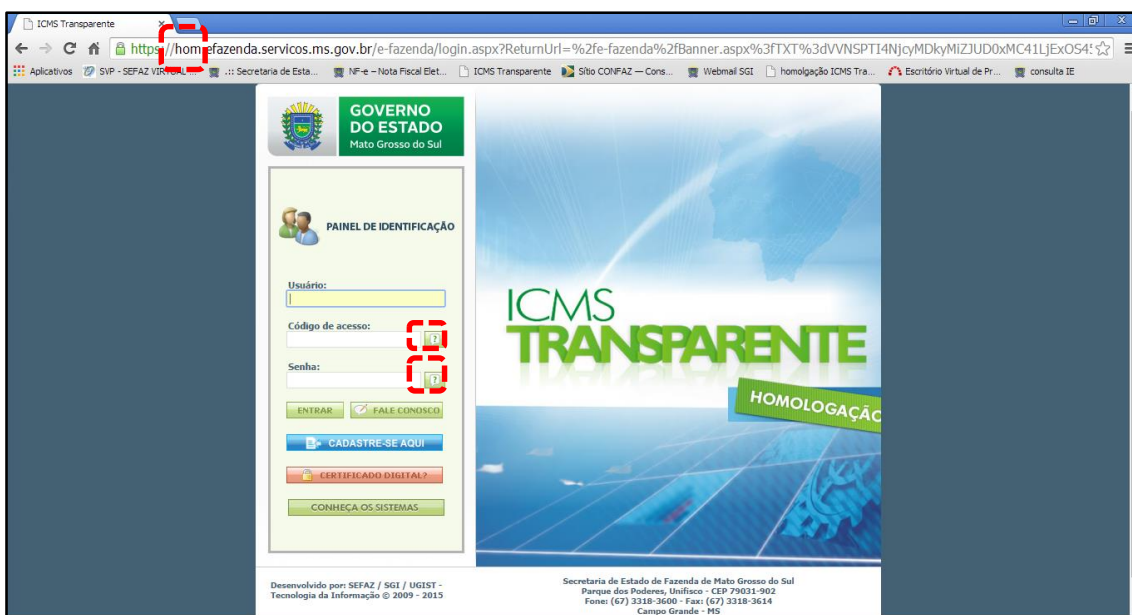 ICMS Transparente
https://hom.efazenda.servicos.ms.gov.br/e-fazenda/login.aspx?ReturnUrl=%2fe-fazenda%2fBanner.aspx%3fTXT%3dVVNSPTI4NjcyMDkyMiZJUD0xMC41LjExOS4
Aplicativos SVP - SEFAZ VIRTUAL ... .:: Secretaria de Esta... NF-e – Nota Fiscal Elet... ICMS Transparente Sítio CONFAZ — Cons... Webmail SGI homolgação ICMS Tra... Escritório Virtual de Pr... consulta IE
GOVERNO
DO ESTADO
Mato Grosso do Sul
PAINEL DE IDENTIFICAÇÃO
Usuário:
Código de acesso:
?
Senha:
?
ENTRAR FALE CONOSCO
CADASTRE-SE AQUI
CERTIFICADO DIGITAL?
CONHEÇA OS SISTEMAS
ICMS
TRANSPARENTE
HOMOLOGAÇÃO
Desenvolvido por: SEFAZ / SGI / UGIST -
Tecnologia da Informação © 2009 - 2015
Secretaria de Estado de Fazenda de Mato Grosso do Sul
Parque dos Poderes, Unifisco - CEP 79031-902
Fone: (67) 3318-3600 - Fax: (67) 3318-3614
Campo Grande - MS